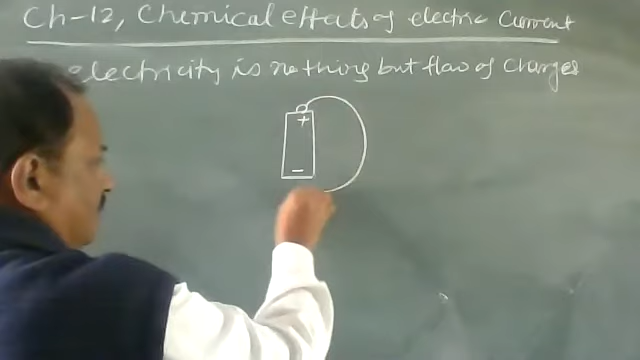 Ch-12, Chemical effects of electric Current
electricity is nothing but flow of charges
+
-